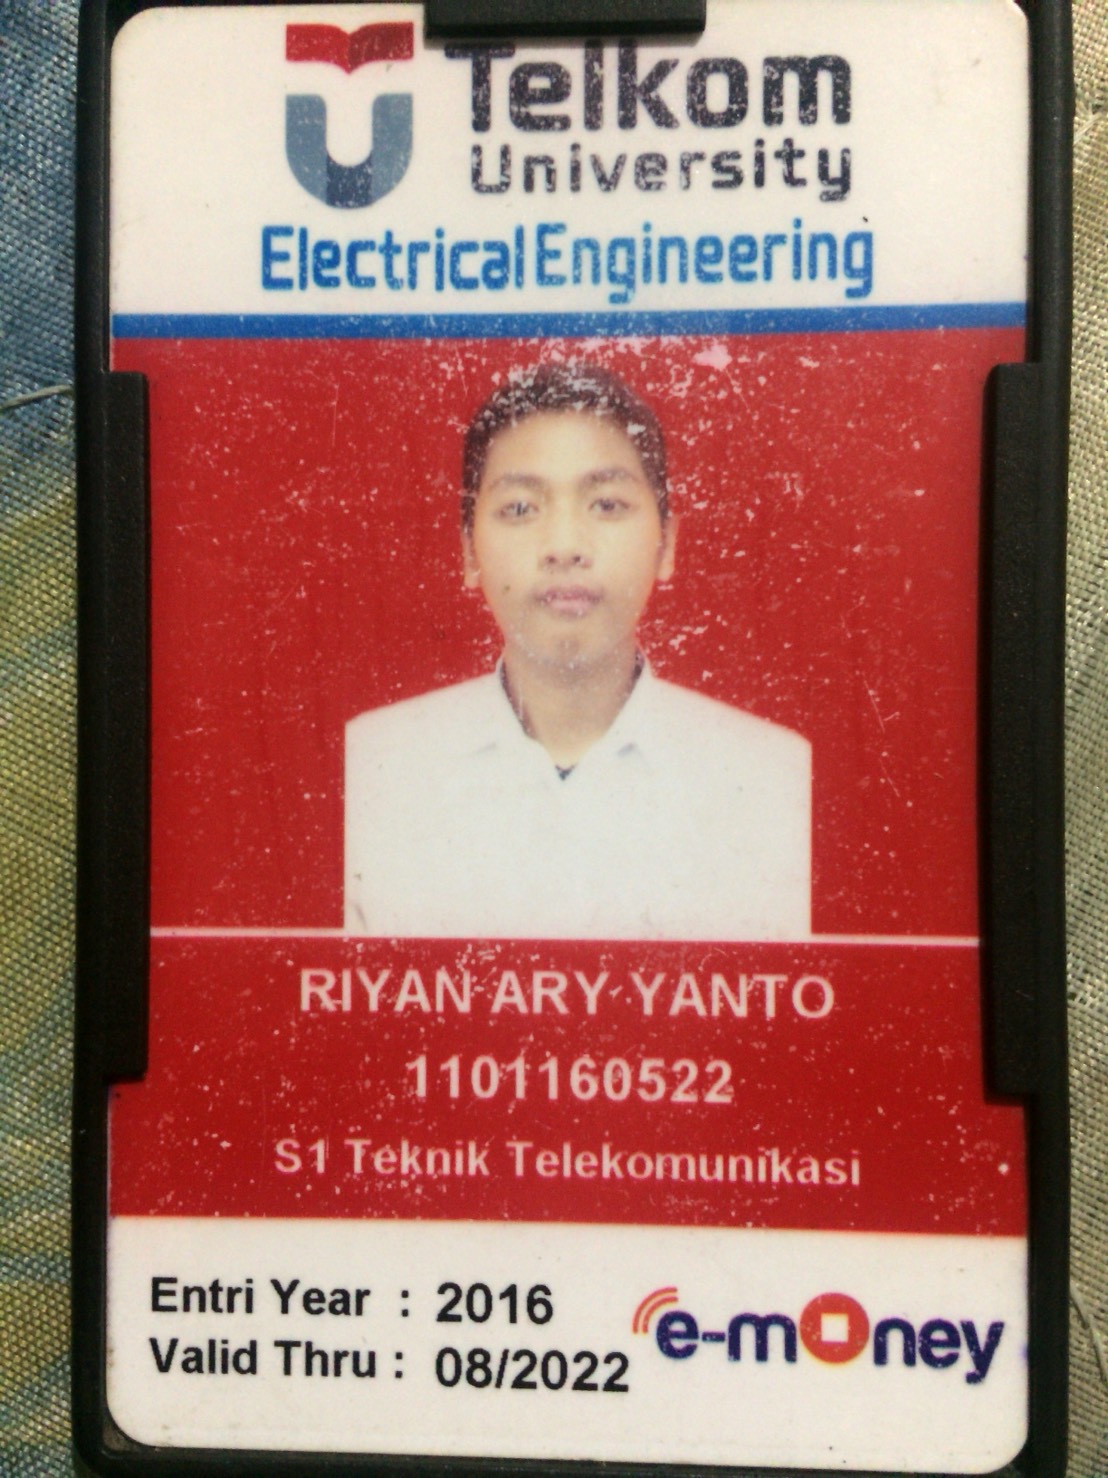 Telkom
University
Electrical Engineering
RIYAN ARY YANTO
1101160522
S1 Teknik Telekomunikasi
Entri Year : 2016
Valid Thru : 08/2022
e-money